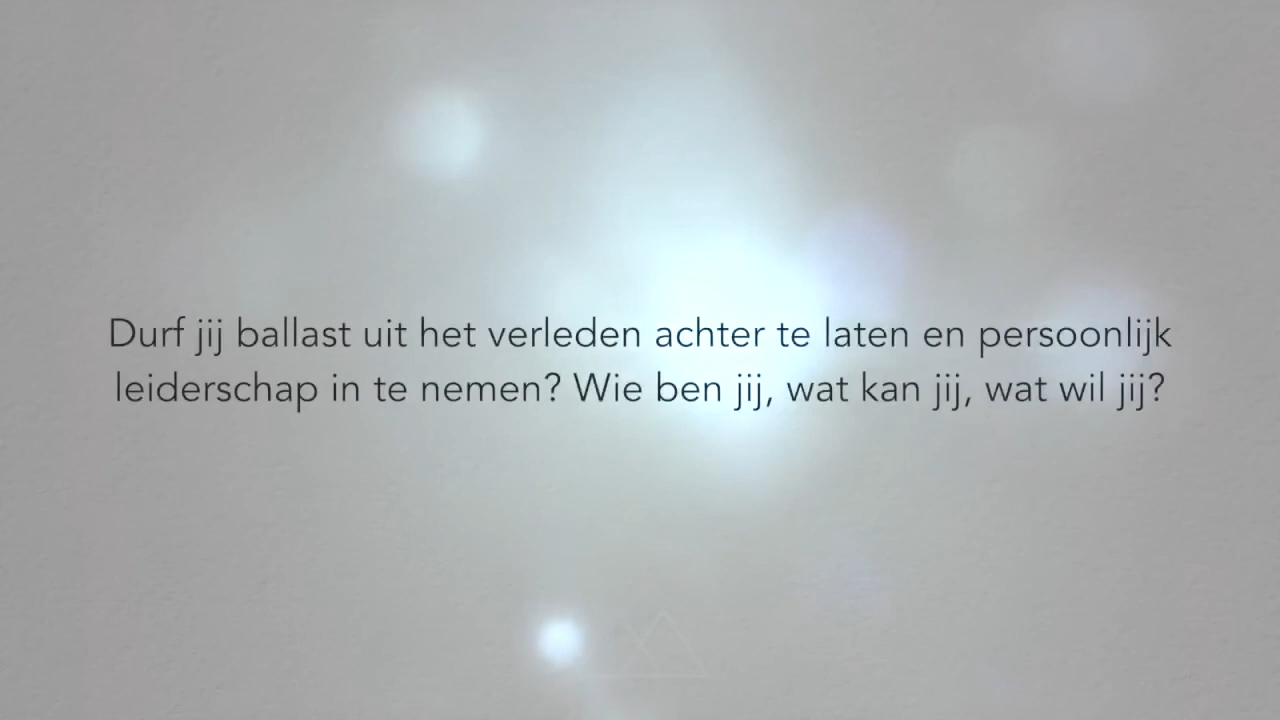 Durf jij ballast uit het verleden achter te laten en persoonlijk
leiderschap in te nemen? Wie ben jij, wat kan jij, wat wil jij?